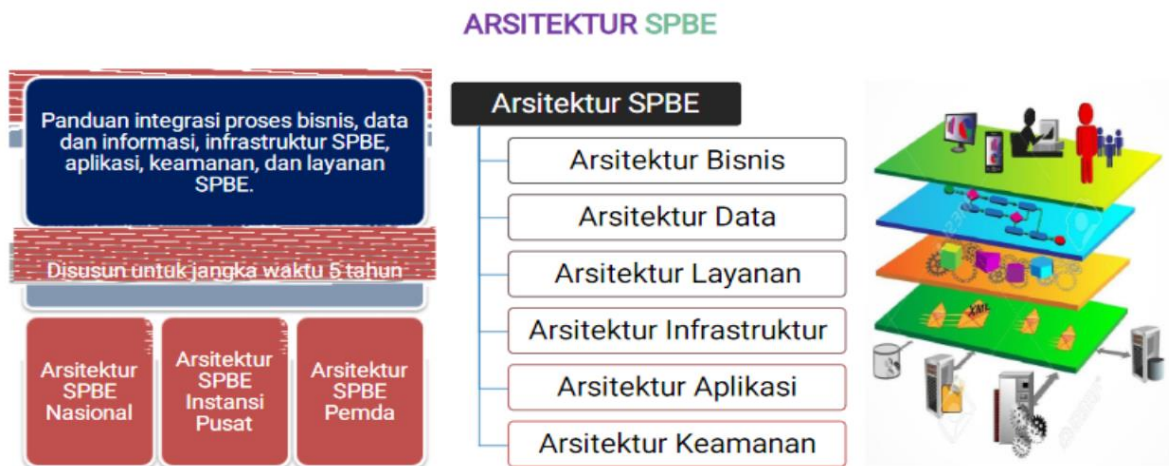 ARSITEKTUR SPBE
Panduan integrasi proses bisnis, data
dan informasi, infrastruktur SPBE,
aplikasi, keamanan, dan layanan
SPBE.
Disusun untuk jangka waktu 5 tahun
Arsitektur
SPBE
Nasional
Arsitektur
SPBE
Instansi
Pusat
Arsitektur
SPBE
Pemda
Arsitektur SPBE
Arsitektur Bisnis
Arsitektur Data
Arsitektur Layanan
Arsitektur Infrastruktur
Arsitektur Aplikasi
Arsitektur Keamanan
XML